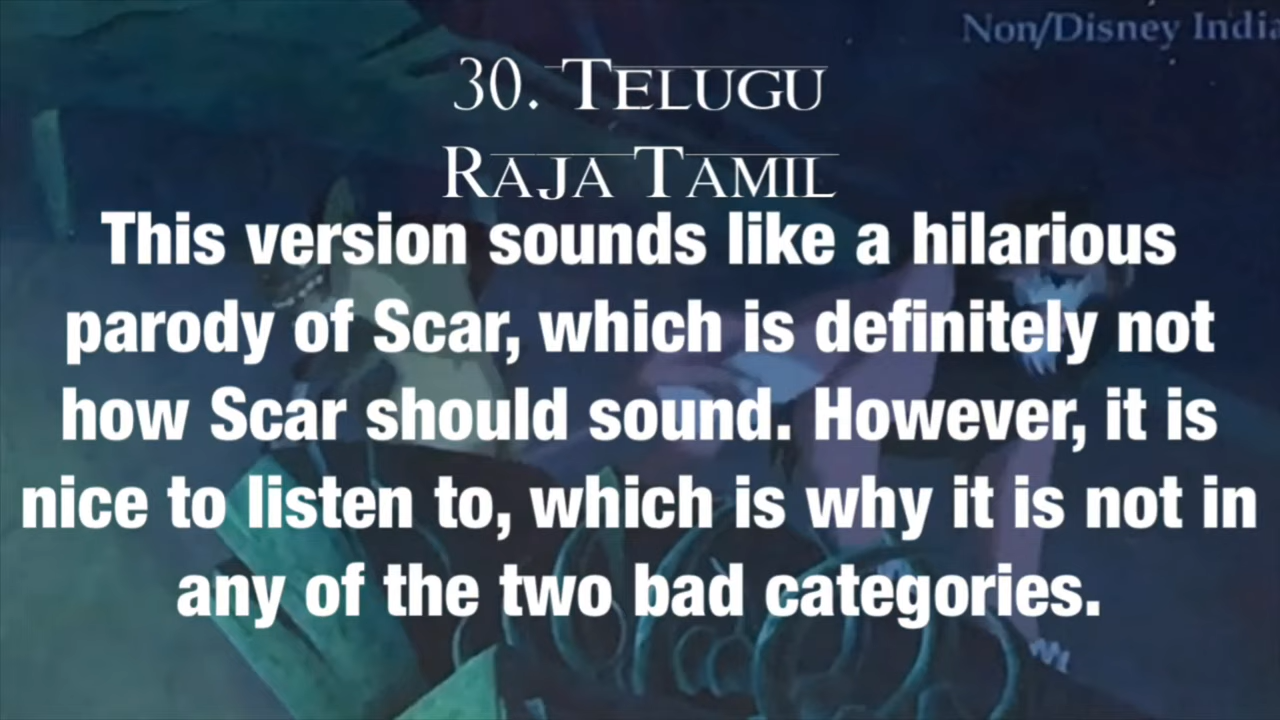 Non/Disney India
30. Telugu
Raja Tamil
This version sounds like a hilarious
parody of Scar, which is definitely not
how Scar should sound. However, it is
nice to listen to, which is why it is not in
any of the two bad categories.